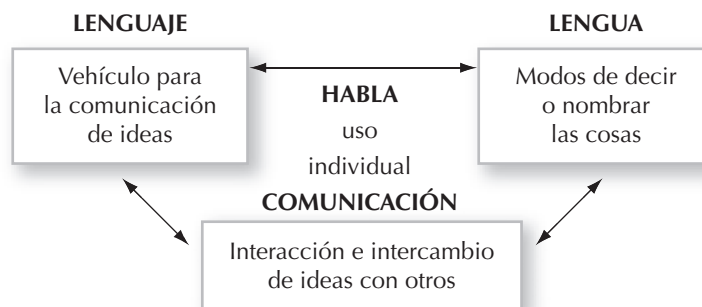 LENGUAJE
Vehículo para
la comunicación
de ideas
LENGUA
Modos de decir
o nombrar
las cosas
HABLA
uso
individual
COMUNICACIÓN
Interacción e intercambio
de ideas con otros